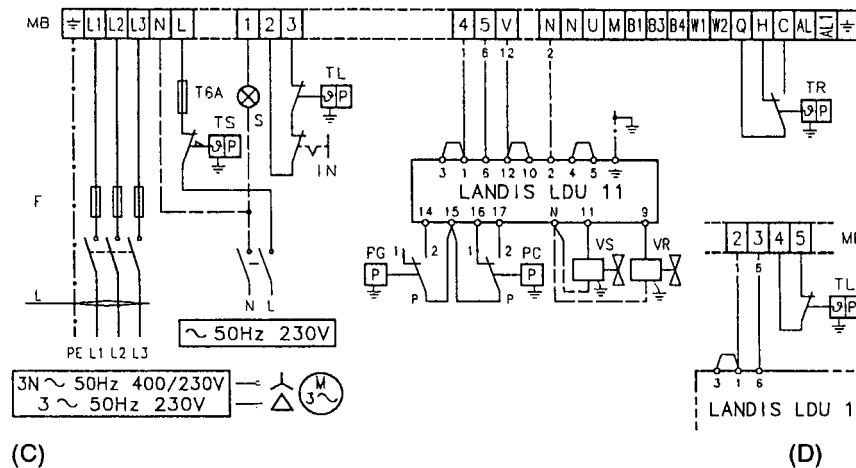 MB L1 L2 L3 N L 1 2 3 4 5 V N N U M B1 B3 B4 W1 W2 Q H C AL AL1
1 6 12 2
T6A
TL
ϑ P
S
TS
ϑ P
IN
TR
ϑ P
3 1 6 12 10 2 4 5
LANDIS LDU 11
14 15 16 17 N 11 9
F
PG
P
1 2
P
1 2
P
PC
P
VS
VR
L
N L
∼ 50Hz 230V
PE L1 L2 L3
3N ∼ 50Hz 400/230V
3 ∼ 50Hz 230V
M
3∼
2 3 4 5
1 6
TL
ϑ P
3 1 6
LANDIS LDU 1
(C)
(D)